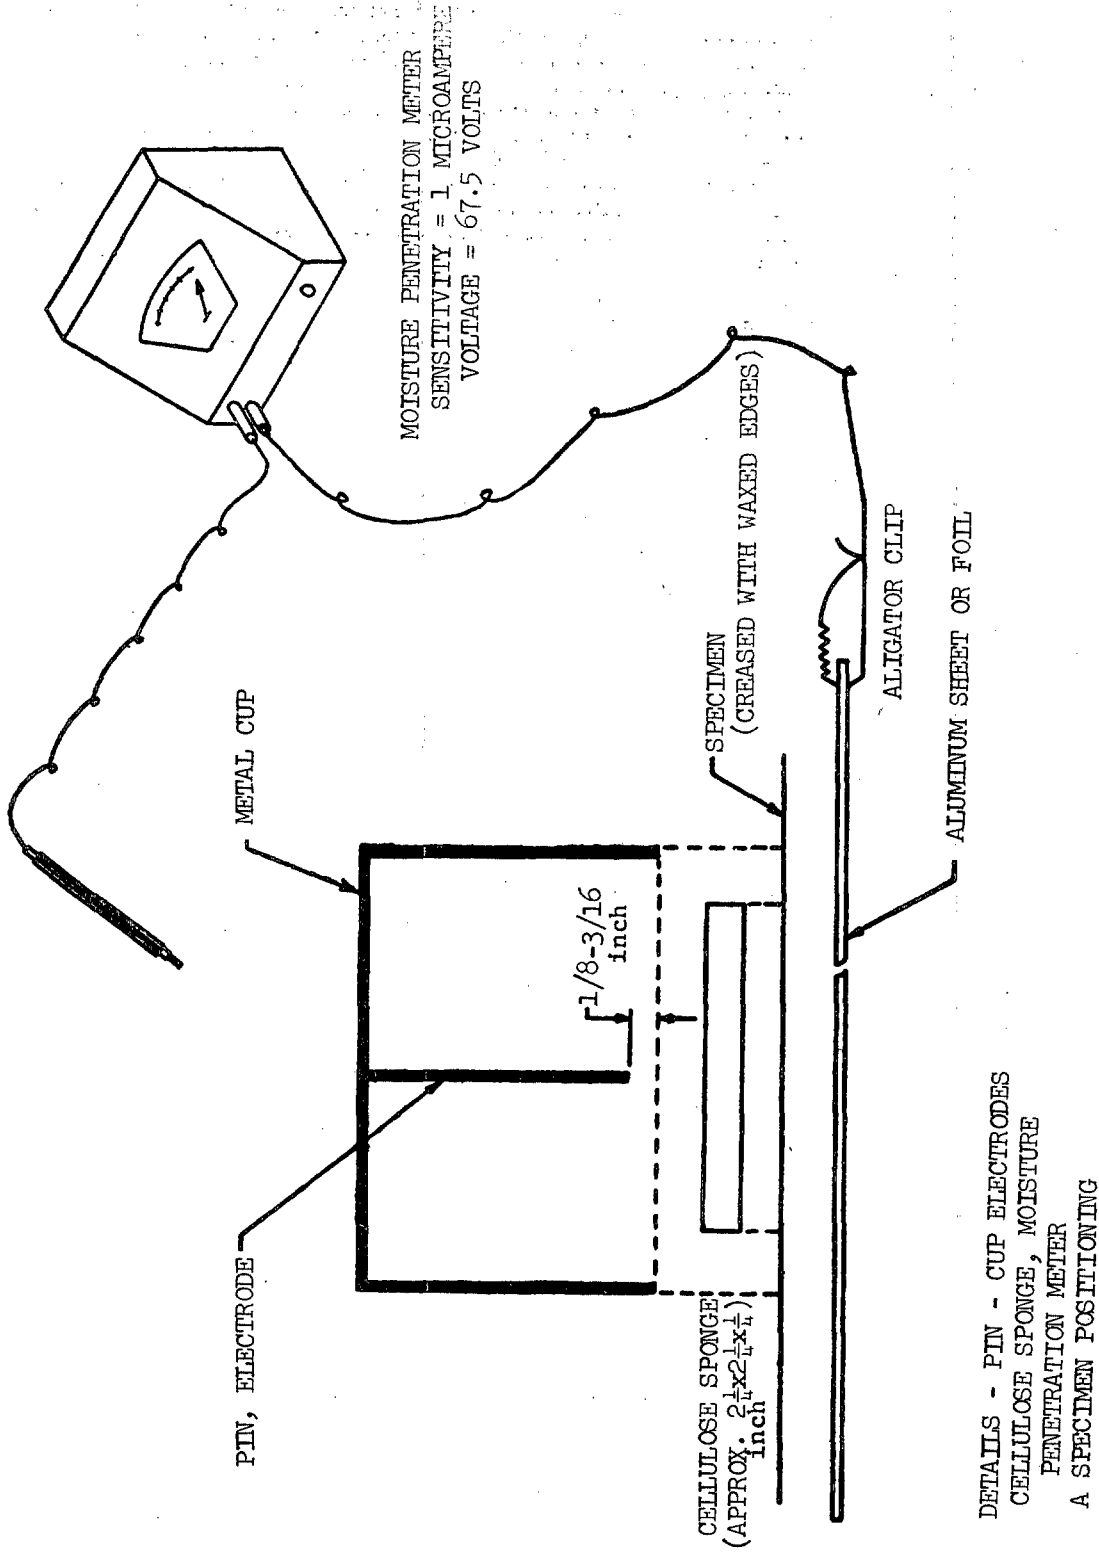 MOISTURE PENETRATION METER
SENSITIVITY = 1 MICROAMPERE
VOLTAGE = 67.5 VOLTS
METAL CUP
PIN, ELECTRODE
1/8-3/16
inch
SPECIMEN
(CREASED WITH WAXED EDGES)
CELLULOSE SPONGE
(APPROX. 2¼x2¼x¼)
inch
ALIGATOR CLIP
ALUMINUM SHEET OR FOIL
DETAILS - PIN - CUP ELECTRODES
CELLULOSE SPONGE, MOISTURE
PENETRATION METER
A SPECIMEN POSITIONING